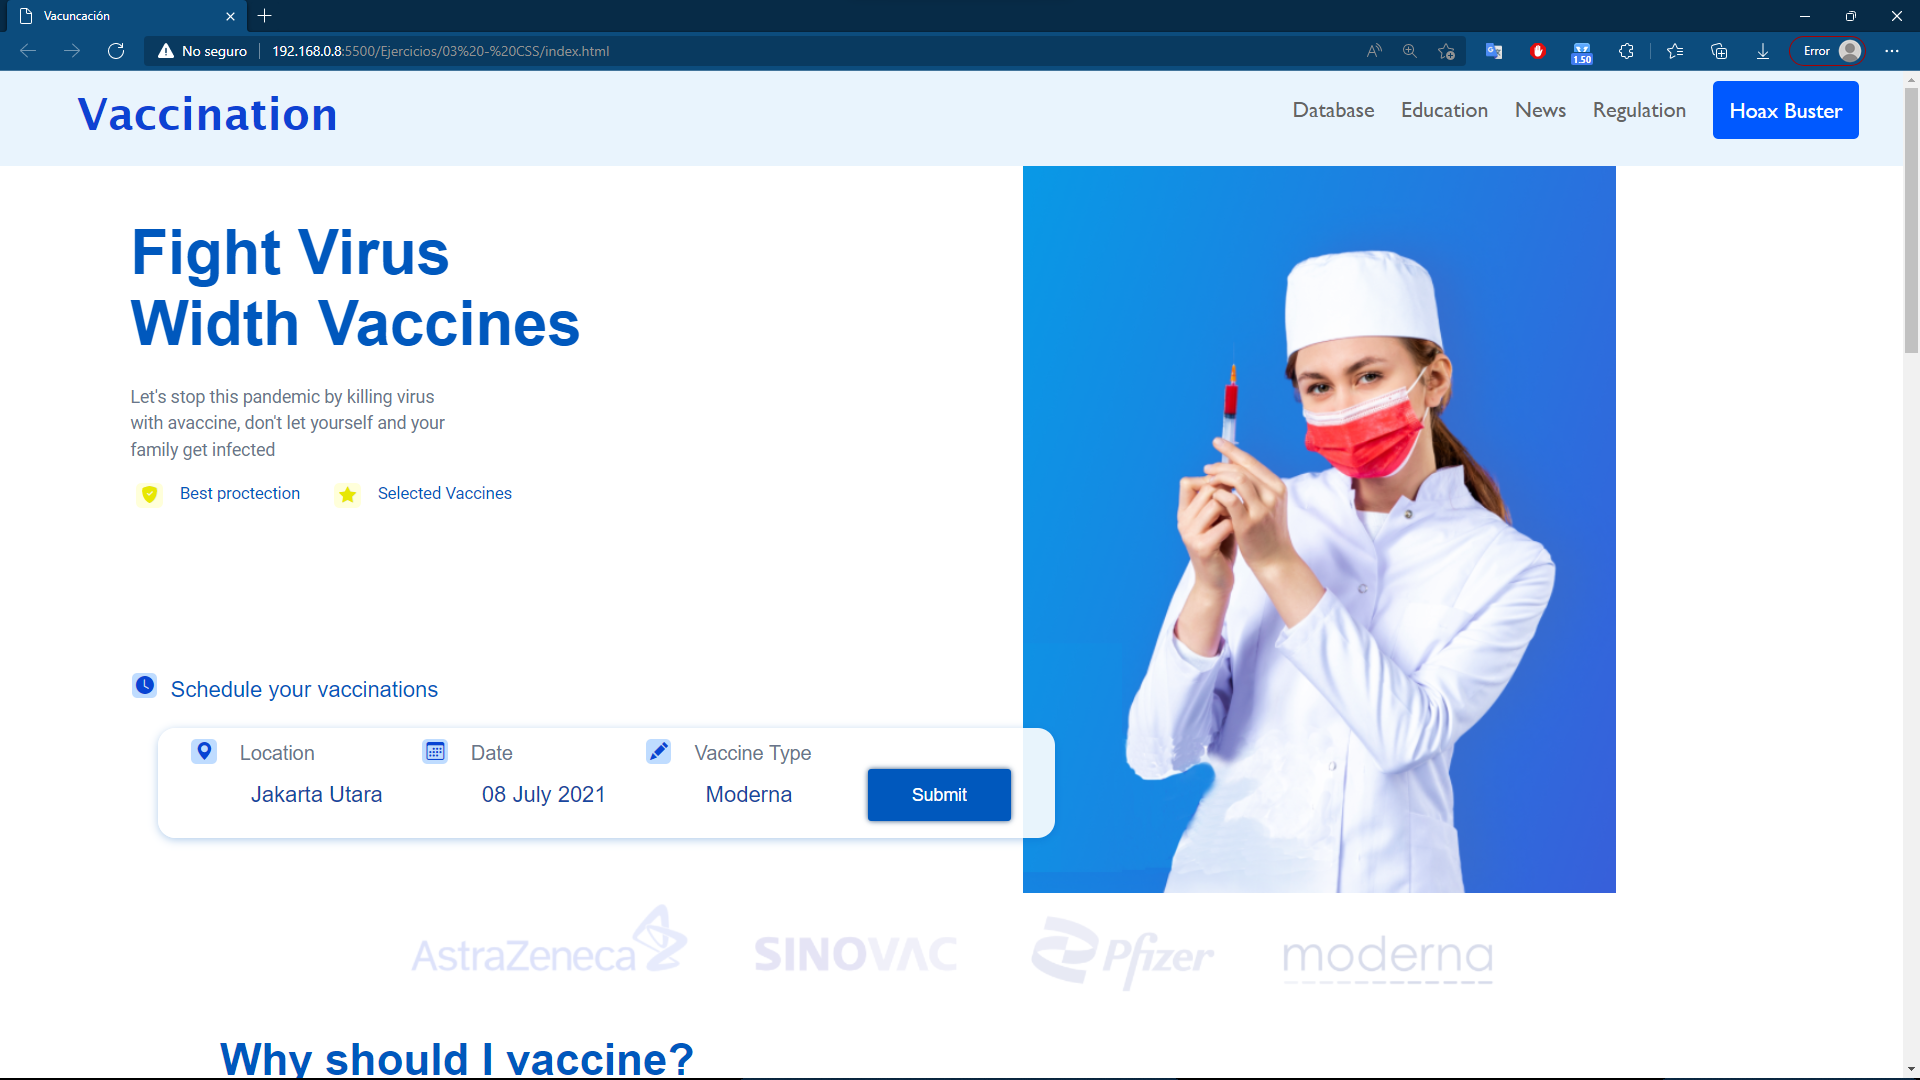 Vacuncación
No seguro
192.168.0.8:5500/Ejercicios/03%20-%20CSS/index.html
1.50
Error
Vaccination
Database Education News Regulation Hoax Buster
Fight Virus
Width Vaccines
Let's stop this pandemic by killing virus
with avaccine, don't let yourself and your
family get infected
Best proctection Selected Vaccines
Schedule your vaccinations
Location Date Vaccine Type
Jakarta Utara 08 July 2021 Moderna Submit
AstraZeneca SINOVAC Pfizer moderna
Why should I vaccine?